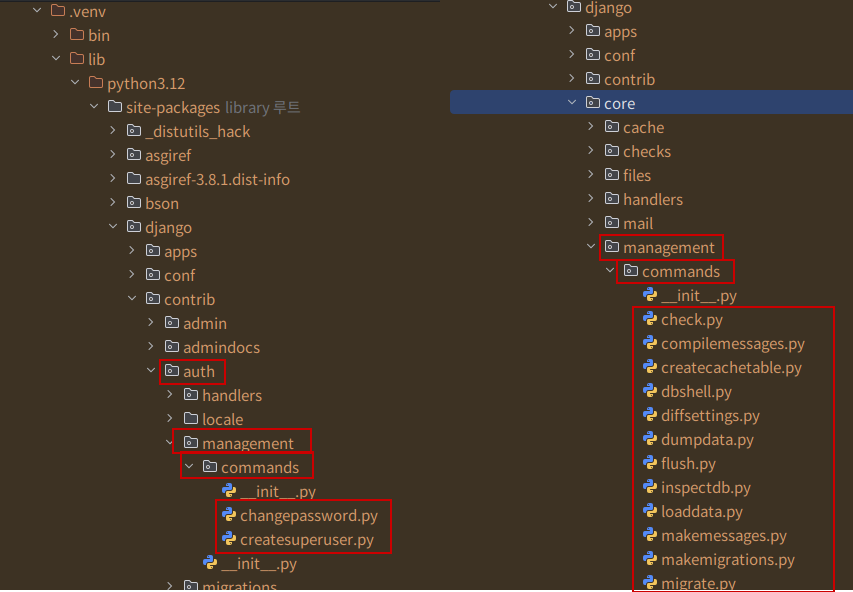 .venv
bin
lib
python3.12
site-packages library 루트
_distutils_hack
asgiref
asgiref-3.8.1.dist-info
bson
django
apps
conf
contrib
admin
admindocs
auth
handlers
locale
management
commands
__init__.py
changepassword.py
createsuperuser.py
__init__.py
migrations
django
apps
conf
contrib
core
cache
checks
files
handlers
mail
management
commands
__init__.py
check.py
compilemessages.py
createcachetable.py
dbshell.py
diffsettings.py
dumpdata.py
flush.py
inspectdb.py
loaddata.py
makemessages.py
makemigrations.py
migrate.py